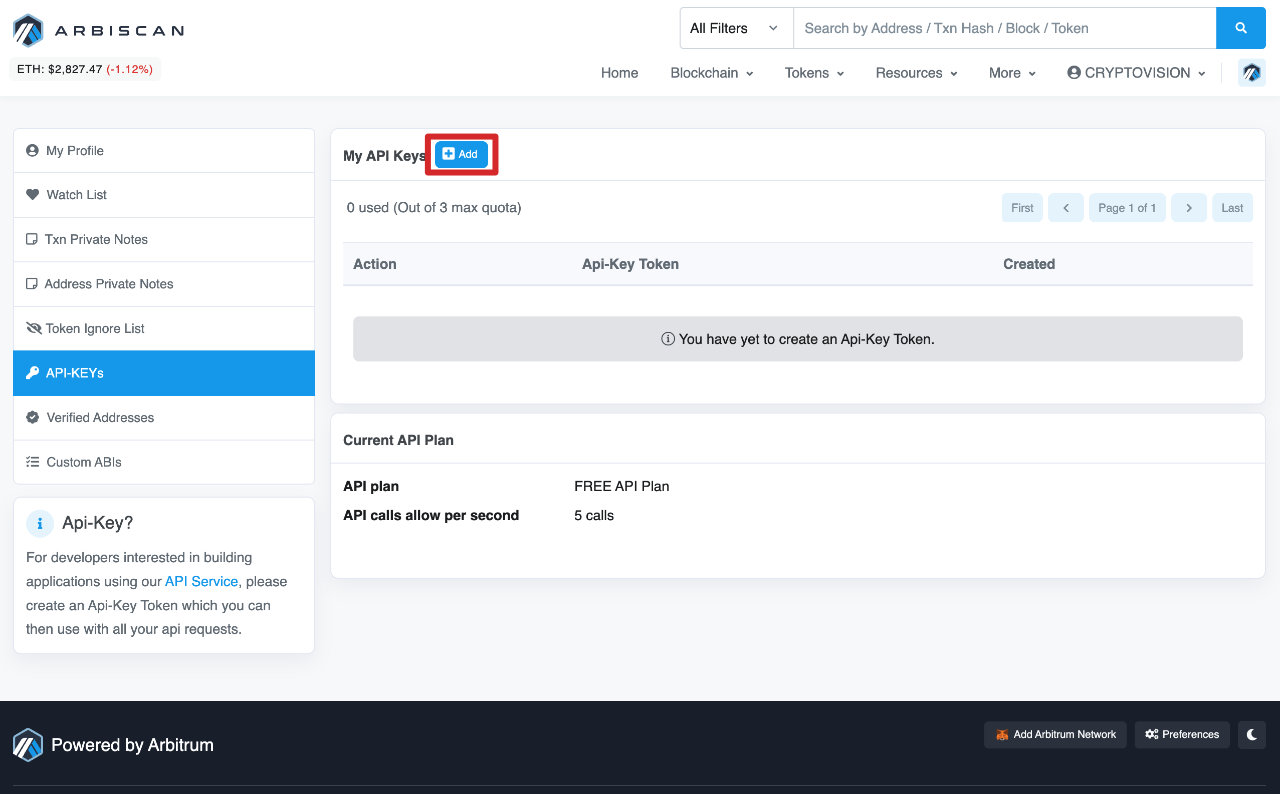 ARBISCAN
All Filters
Search by Address / Txn Hash / Block / Token
ETH: $2,827.47 (-1.12%)
Home
Blockchain
Tokens
Resources
More
CRYPTOVISION
My Profile
Watch List
Txn Private Notes
Address Private Notes
Token Ignore List
API-KEYs
Verified Addresses
Custom ABIs
Api-Key?
For developers interested in building
applications using our API Service, please
create an Api-Key Token which you can
then use with all your api requests.
My API Keys
Add
0 used (Out of 3 max quota)
First
Page 1 of 1
Last
Action
Api-Key Token
Created
You have yet to create an Api-Key Token.
Current API Plan
API plan
FREE API Plan
API calls allow per second
5 calls
Powered by Arbitrum
Add Arbitrum Network
Preferences